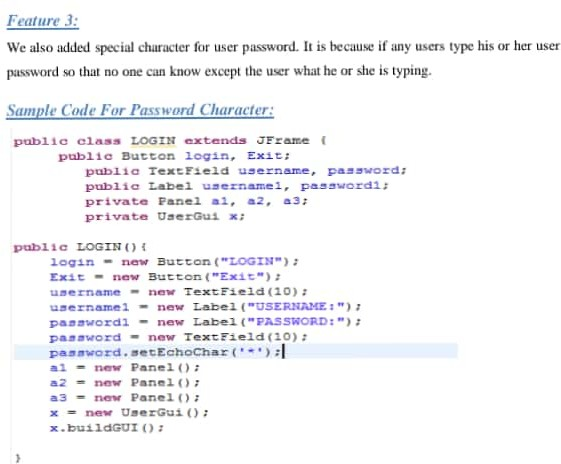 Feature 3:
We also added special character for user password. It is because if any users type his or her user
password so that no one can know except the user what he or she is typing.
Sample Code For Password Character:
public class LOGIN extends JFrame {
public Button login, Exit;
public TextField username, password;
public Label username1, password1;
private Panel a1, a2, a3;
private UserGui x;
public LOGIN(){
login = new Button("LOGIN");
Exit = new Button("Exit");
username = new TextField(10);
username1 = new Label("USERNAME:");
password1 = new Label("PASSWORD:");
password = new TextField(10);
password.setEchoChar('*');
a1 = new Panel();
a2 = new Panel();
a3 = new Panel();
x = new UserGui();
x.buildGUI();
}